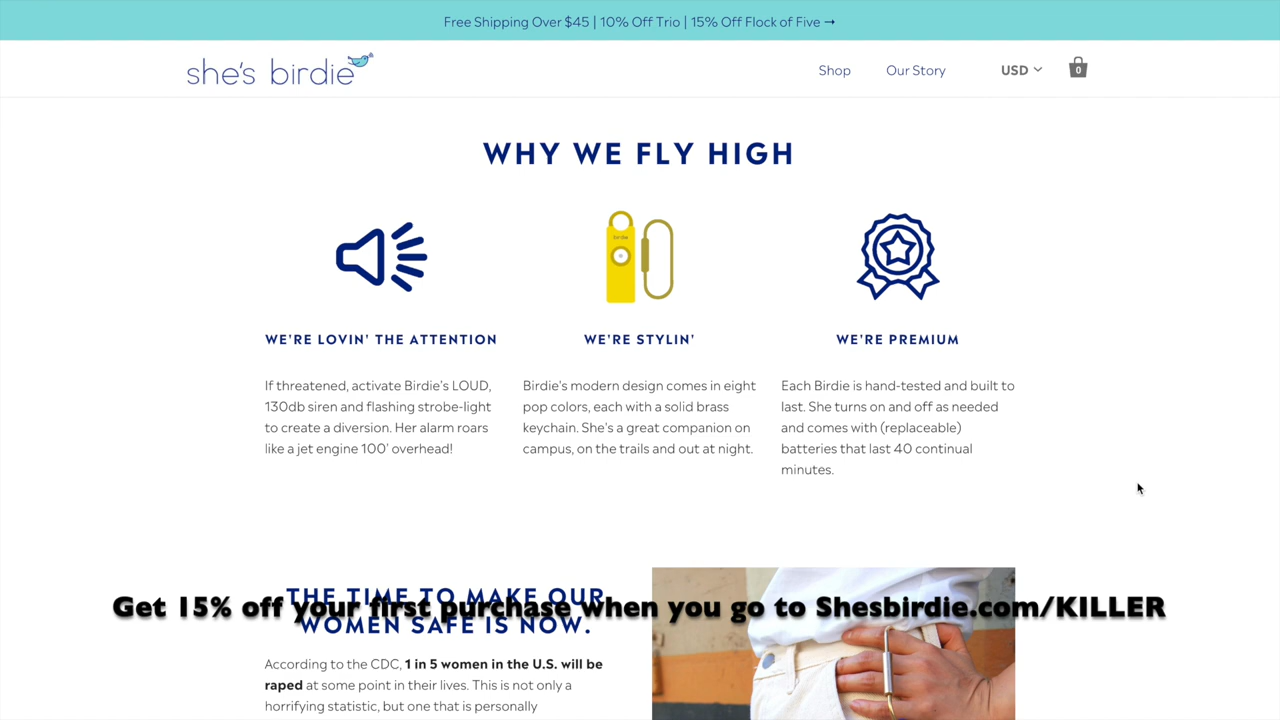 Free Shipping Over $45 | 10% Off Trio | 15% Off Flock of Five →
she's birdie
Shop
Our Story
USD
0
WHY WE FLY HIGH
birdie
WE'RE LOVIN' THE ATTENTION
If threatened, activate Birdie's LOUD,
130db siren and flashing strobe-light
to create a diversion. Her alarm roars
like a jet engine 100' overhead!
WE'RE STYLIN'
Birdie's modern design comes in eight
pop colors, each with a solid brass
keychain. She's a great companion on
campus, on the trails and out at night.
WE'RE PREMIUM
Each Birdie is hand-tested and built to
last. She turns on and off as needed
and comes with (replaceable)
batteries that last 40 continual
minutes.
THE TIME TO MAKE OUR
WOMEN SAFE IS NOW.
Get 15% off your first purchase when you go to Shesbirdie.com/KILLER
According to the CDC, 1 in 5 women in the U.S. will be
raped at some point in their lives. This is not only a
horrifying statistic, but one that is personally